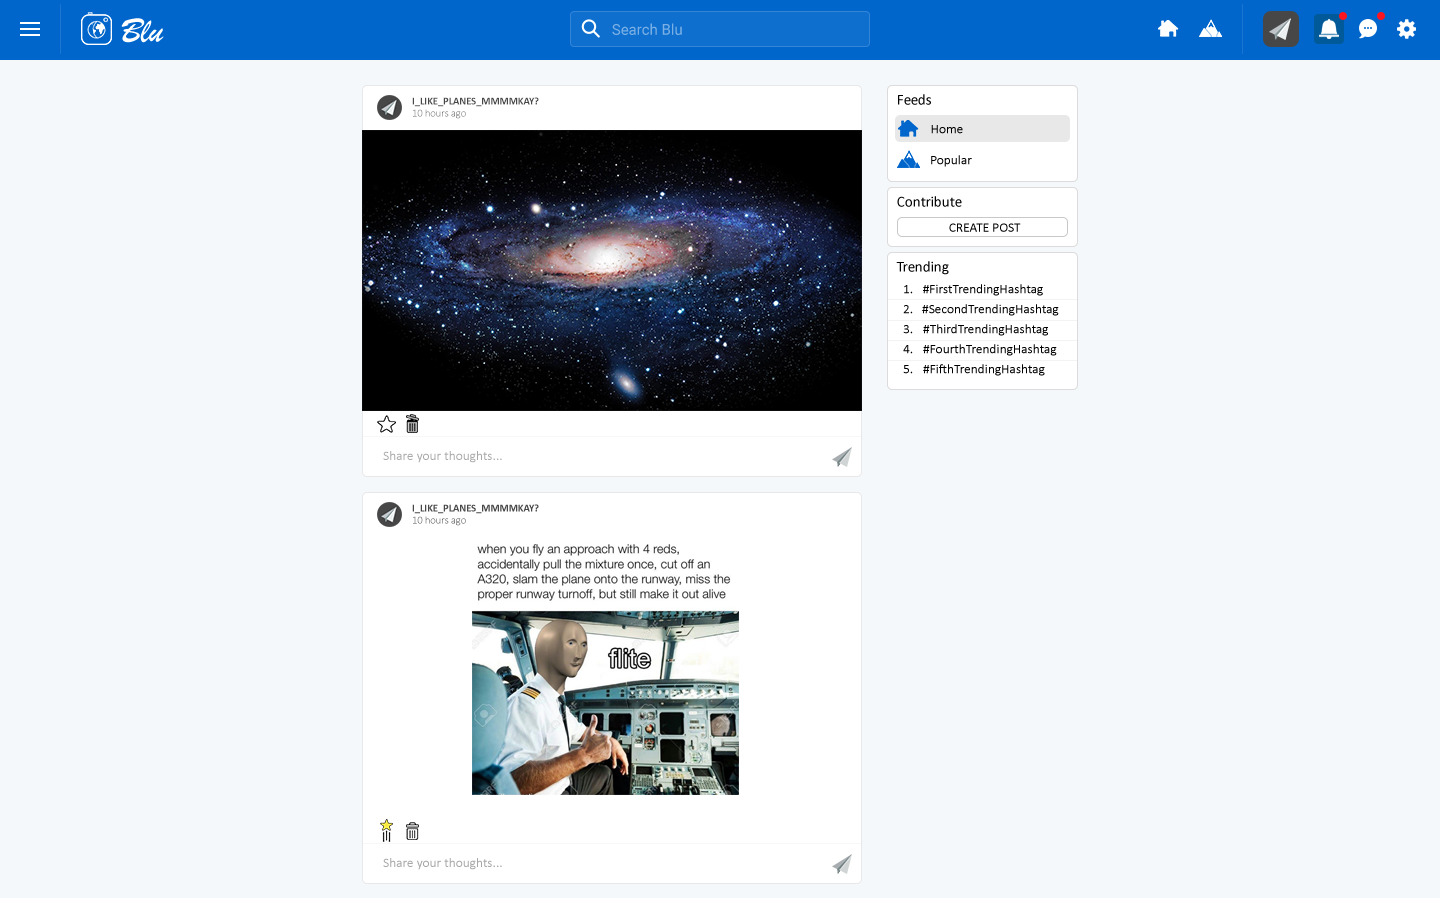 Blu
Search Blu
I_LIKE_PLANES_MMMMKAY?
10 hours ago
Share your thoughts...
I_LIKE_PLANES_MMMMKAY?
10 hours ago
when you fly an approach with 4 reds,
accidentally pull the mixture once, cut off an
A320, slam the plane onto the runway, miss the
proper runway turnoff, but still make it out alive
flite
Share your thoughts...
Feeds
Home
Popular
Contribute
CREATE POST
Trending
1. #FirstTrendingHashtag
2. #SecondTrendingHashtag
3. #ThirdTrendingHashtag
4. #FourthTrendingHashtag
5. #FifthTrendingHashtag